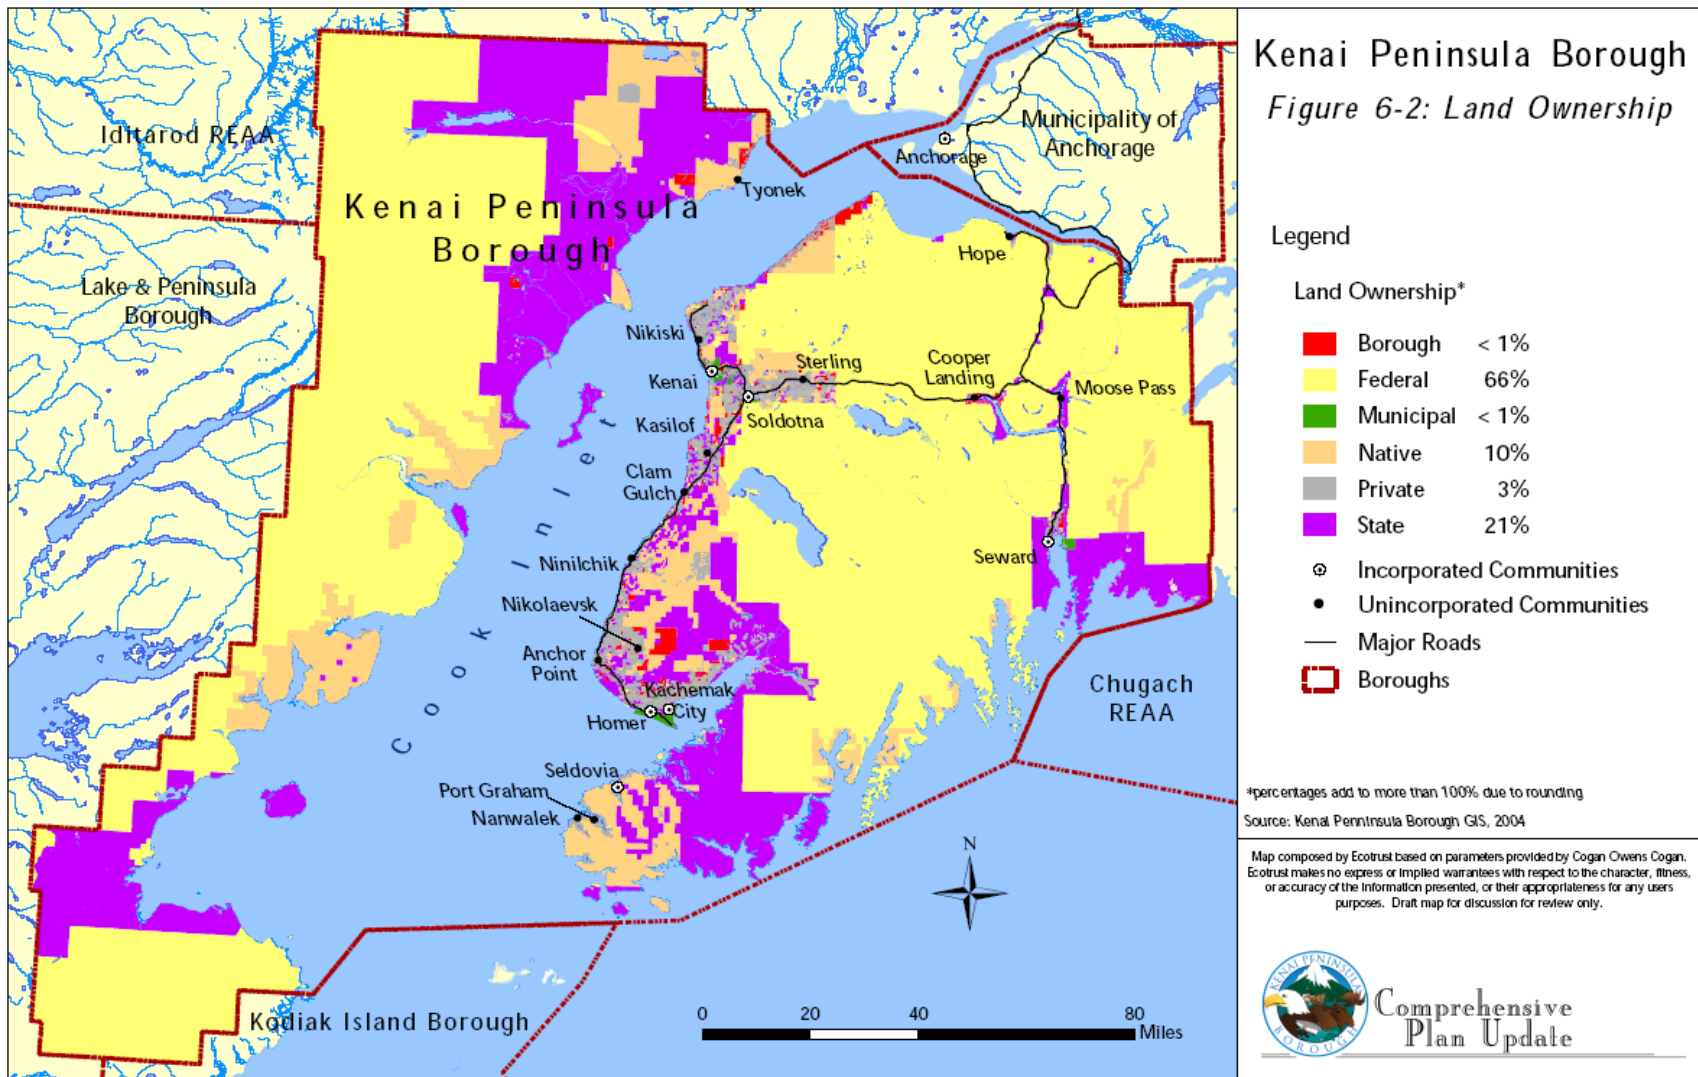 Kenai Peninsula Borough
Figure 6-2: Land Ownership
Iditarod REAA
Municipality of
Anchorage
Anchorage
Tyonek
Kenai Peninsula
Borough
Hope
Lake & Peninsula
Borough
Nikiski
Sterling
Cooper
Landing
Kenai
Moose Pass
Kasilof
Soldotna
Clam
Gulch
Cook Inlet
Ninilchik
Seward
Nikolaevsk
Anchor
Point
Kachemak
City
Homer
Chugach
REAA
Seldovia
Port Graham
Nanwalek
N
Kodiak Island Borough
0 20 40 80
Miles
Legend
Land Ownership*
Borough < 1%
Federal 66%
Municipal < 1%
Native 10%
Private 3%
State 21%
Incorporated Communities
Unincorporated Communities
Major Roads
Boroughs
*percentages add to more than 100% due to rounding
Source: Kenai Penninsula Borough GIS, 2004
Map composed by Ecotrust based on parameters provided by Cogan Owens Cogan.
Ecotrust makes no express or implied warrantees with respect to the character, fitness,
or accuracy of the information presented, or their appropriateness for any users
purposes. Draft map for discussion for review only.
KENAI PENINSULA
BOROUGH
Comprehensive
Plan Update